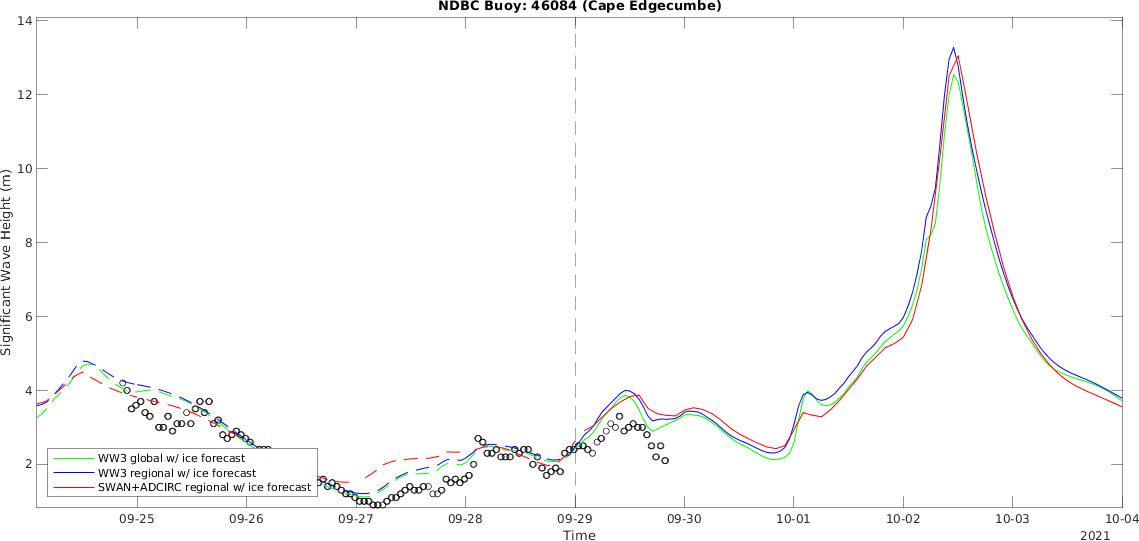 NDBC Buoy: 46084 (Cape Edgecumbe)
14
12
10
8
6
4
2
Significant Wave Height (m)
WW3 global w/ ice forecast
WW3 regional w/ ice forecast
SWAN+ADCIRC regional w/ ice forecast
09-25 09-26 09-27 09-28 09-29 09-30 10-01 10-02 10-03 10-04
Time
2021